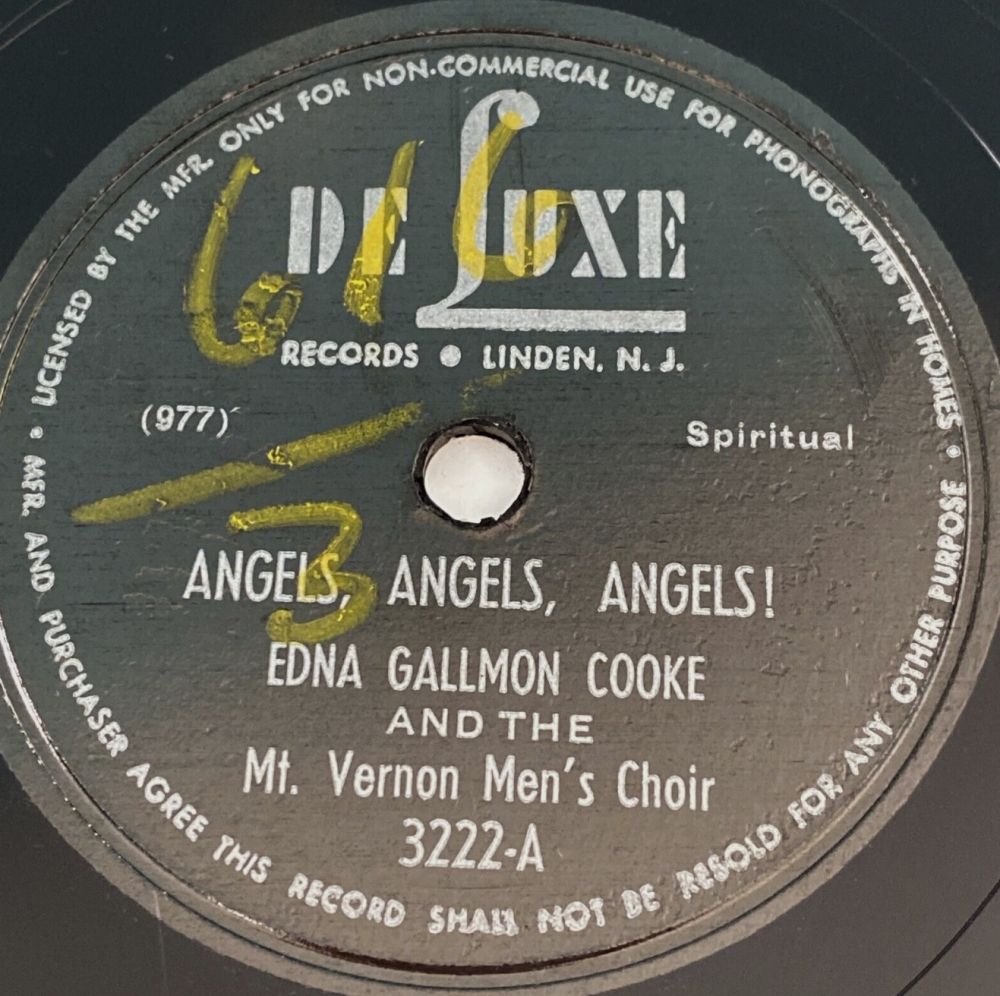 LICENSED BY THE MFR. ONLY FOR NON-COMMERCIAL USE FOR PHONOGRAPHS IN HOMES •
MFR. AND PURCHASER AGREE THIS RECORD SHALL NOT BE RESOLD FOR ANY OTHER PURPOSE •
616
DE LUXE
RECORDS • LINDEN, N. J.
(977)
Spiritual
3
ANGELS, ANGELS, ANGELS!
EDNA GALLMON COOKE
AND THE
Mt. Vernon Men's Choir
3222-A